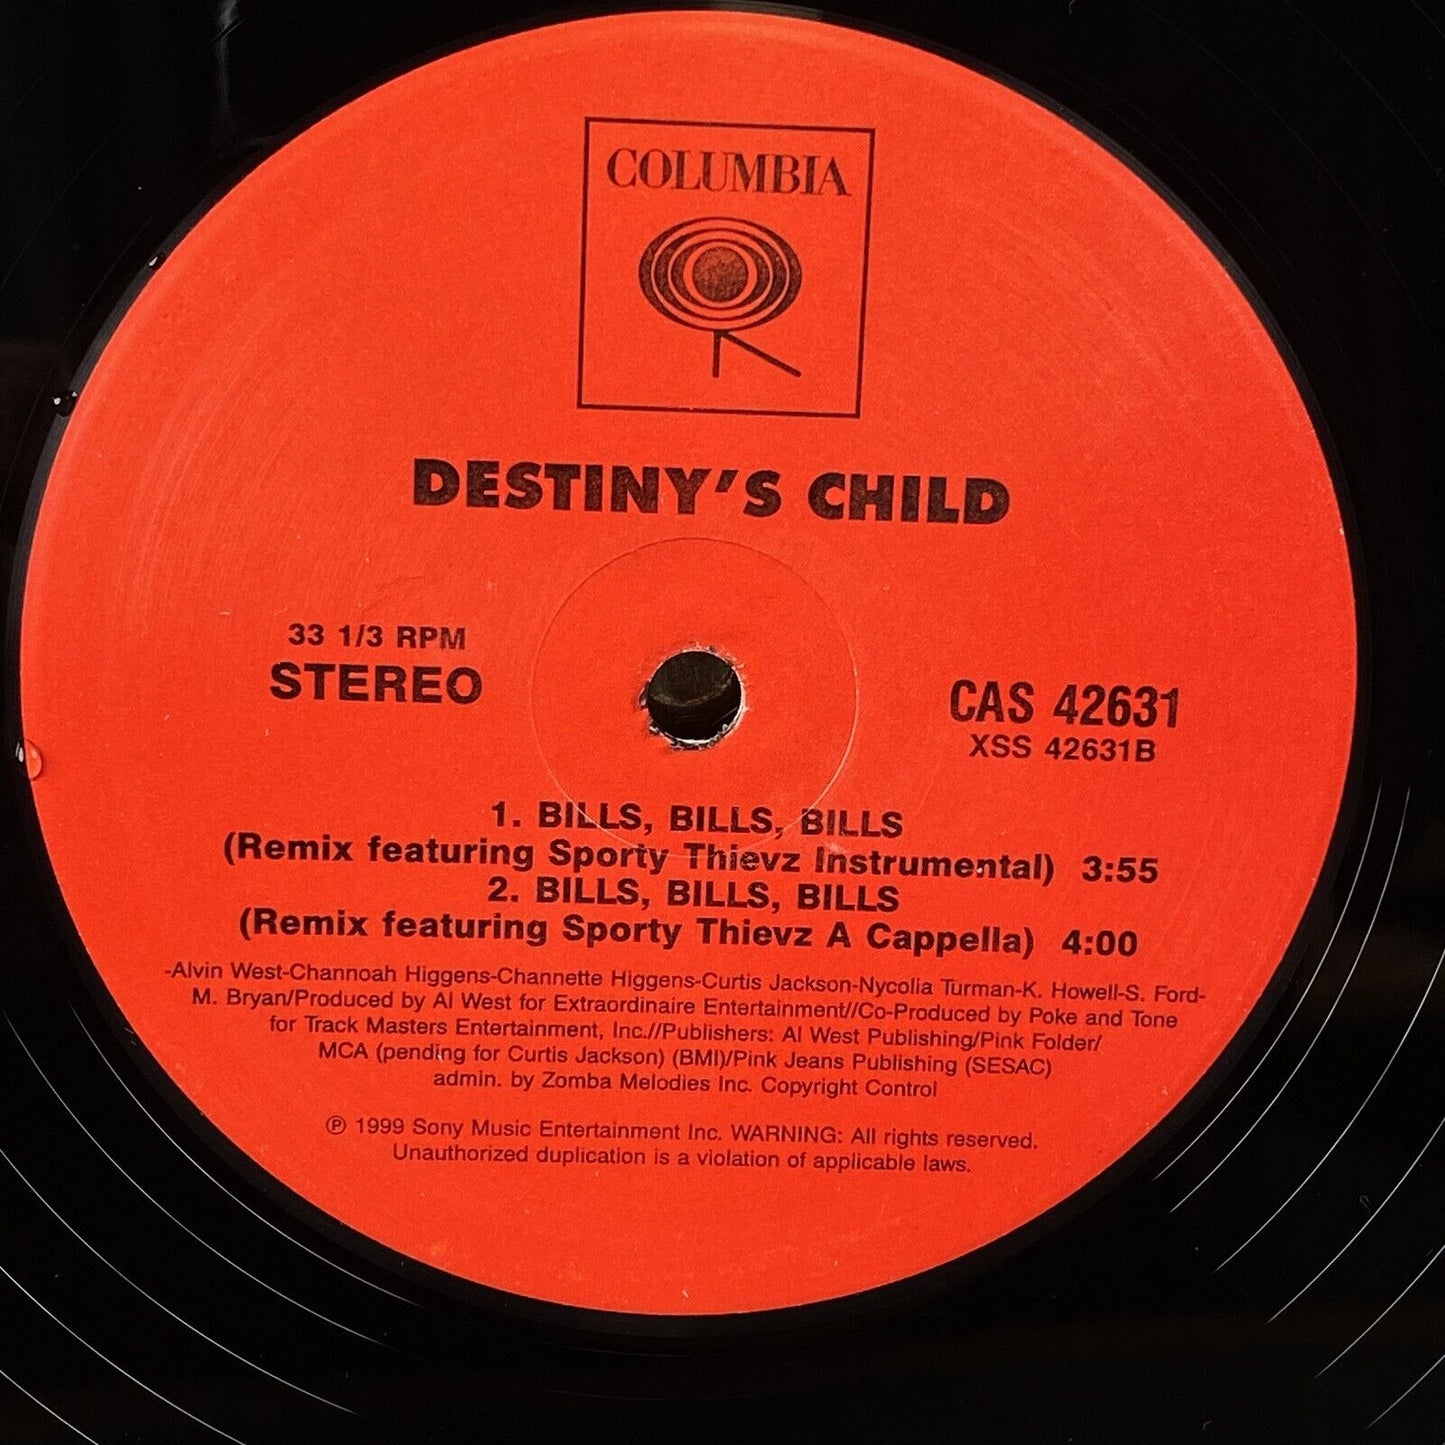 COLUMBIA
DESTINY'S CHILD
33 1/3 RPM
STEREO
CAS 42631
XSS 42631B
1. BILLS, BILLS, BILLS
(Remix featuring Sporty Thievz Instrumental) 3:55
2. BILLS, BILLS, BILLS
(Remix featuring Sporty Thievz A Cappella) 4:00
-Alvin West-Channoah Higgens-Channette Higgens-Curtis Jackson-Nycolia Turman-K. Howell-S. Ford-
M. Bryan/Produced by Al West for Extraordinaire Entertainment//Co-Produced by Poke and Tone
for Track Masters Entertainment, Inc.//Publishers: Al West Publishing/Pink Folder/
MCA (pending for Curtis Jackson) (BMI)/Pink Jeans Publishing (SESAC)
admin. by Zomba Melodies Inc. Copyright Control
℗ 1999 Sony Music Entertainment Inc. WARNING: All rights reserved.
Unauthorized duplication is a violation of applicable laws.